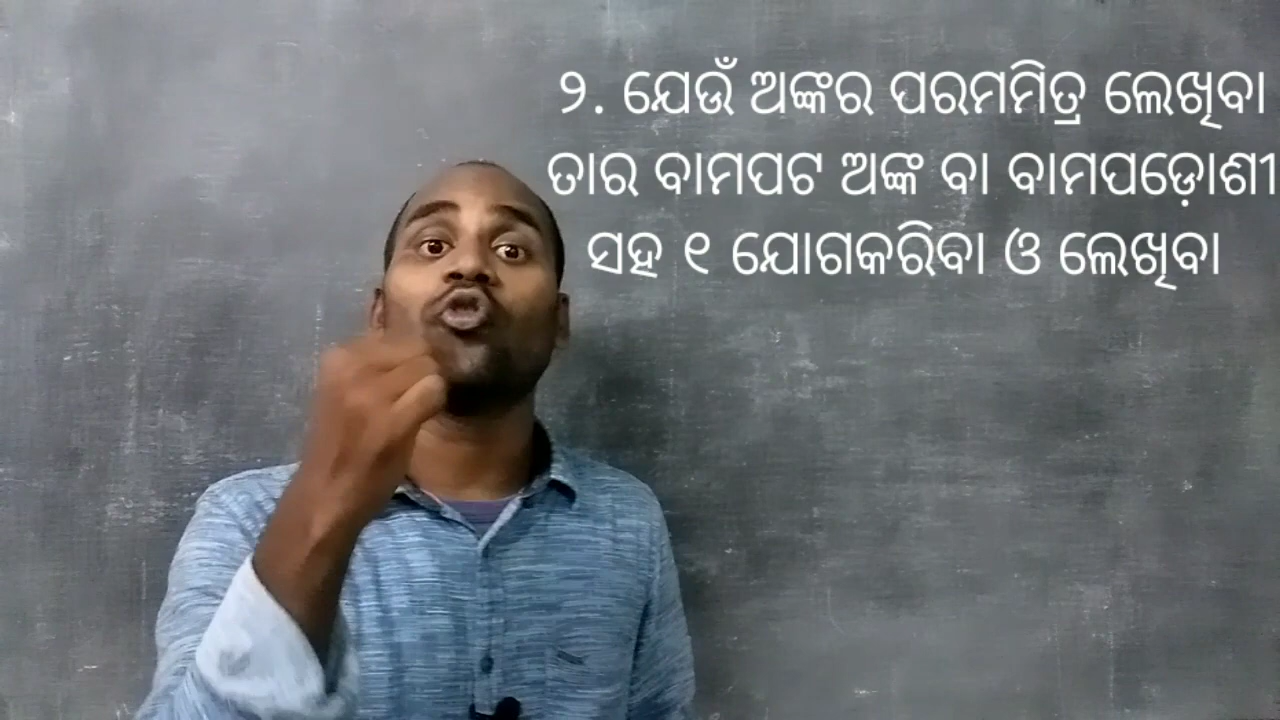 ୨. ଯେଉଁ ଅଙ୍କର ପରମମିତ୍ର ଲେଖିବା
ତାର ବାମପଟ ଅଙ୍କ ବା ବାମପଡ଼ୋଶୀ
ସହ ୧ ଯୋଗକରିବା ଓ ଲେଖିବା